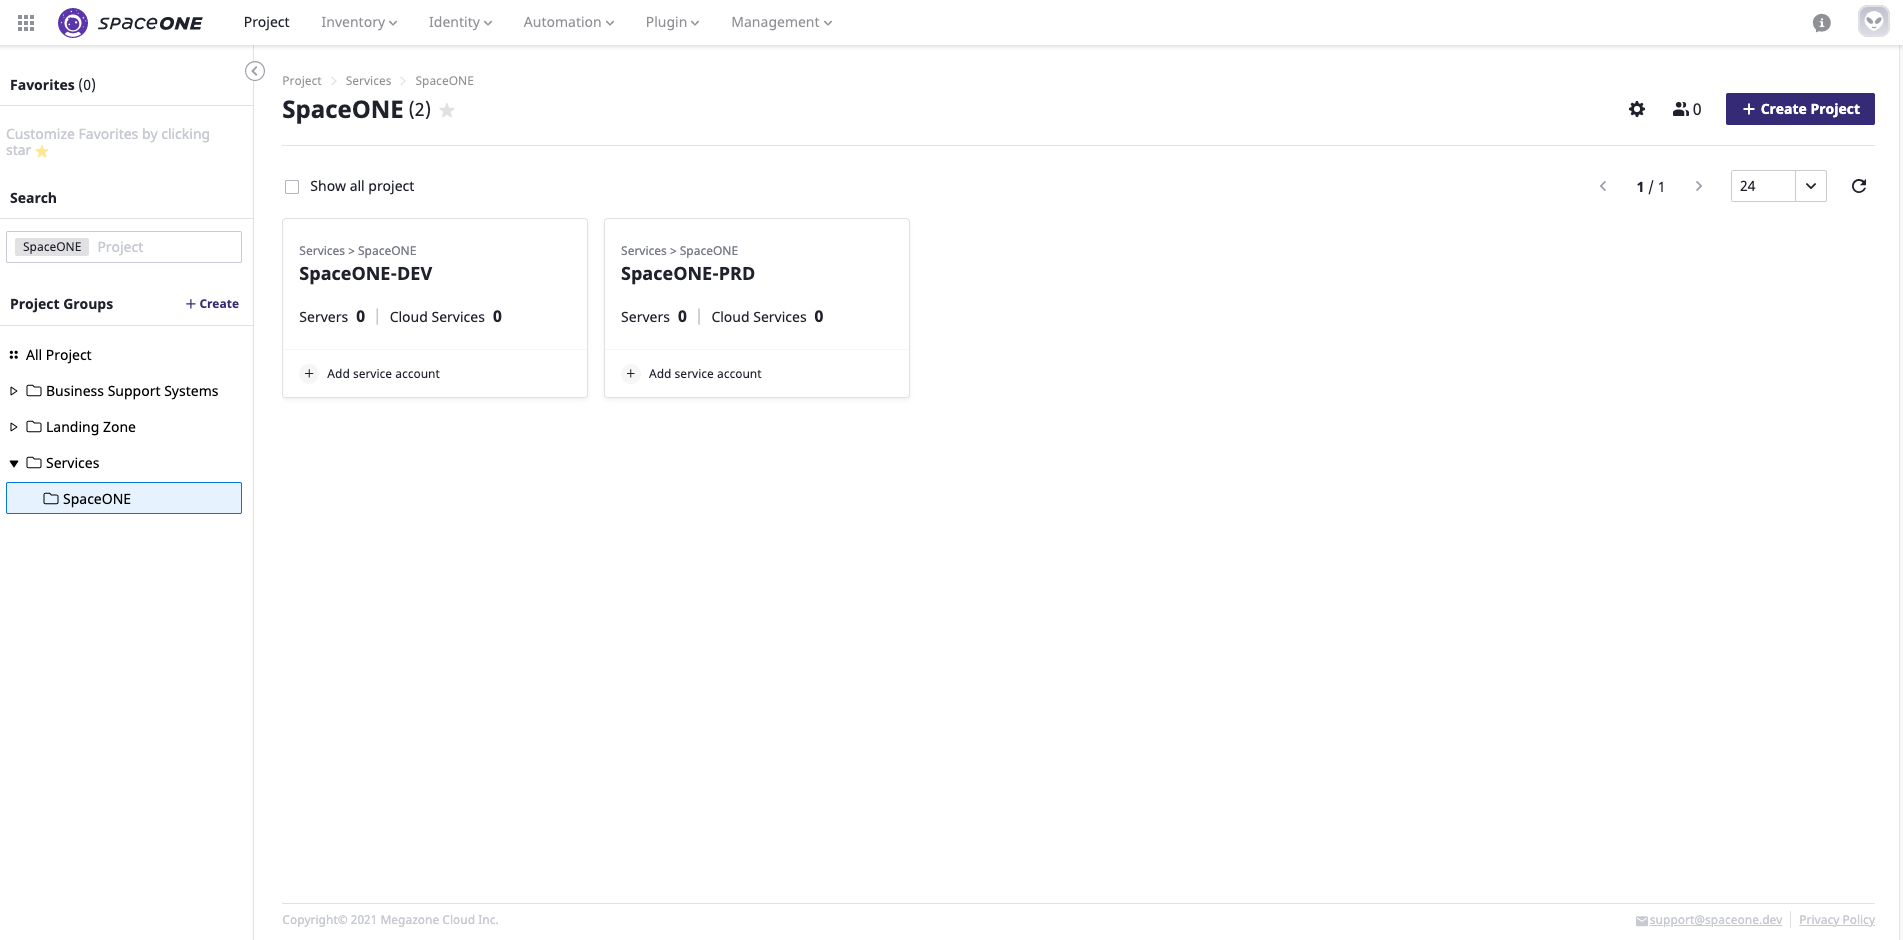 spaceONE Project Inventory Identity Automation Plugin Management
Favorites (0)
Customize Favorites by clicking
star
Search
SpaceONE Project
Project Groups + Create
All Project
Business Support Systems
Landing Zone
Services
SpaceONE
Project > Services > SpaceONE
SpaceONE (2)
0
+ Create Project
Show all project
1 / 1
24
Services > SpaceONE
SpaceONE-DEV
Servers 0 | Cloud Services 0
+ Add service account
Services > SpaceONE
SpaceONE-PRD
Servers 0 | Cloud Services 0
+ Add service account
Copyright© 2021 Megazone Cloud Inc.
support@spaceone.dev | Privacy Policy